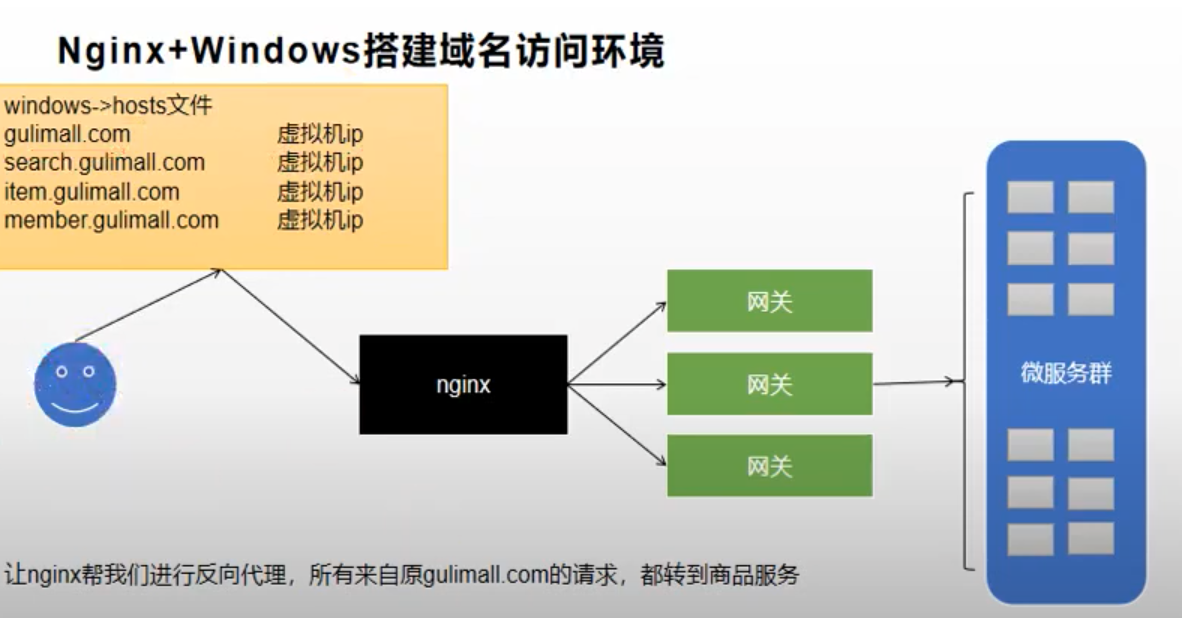 Nginx+Windows搭建域名访问环境
windows->hosts文件
gulimall.com 虚拟机ip
search.gulimall.com 虚拟机ip
item.gulimall.com 虚拟机ip
member.gulimall.com 虚拟机ip
nginx
网关
网关
网关
微服务群
让nginx帮我们进行反向代理，所有来自原gulimall.com的请求，都转到商品服务